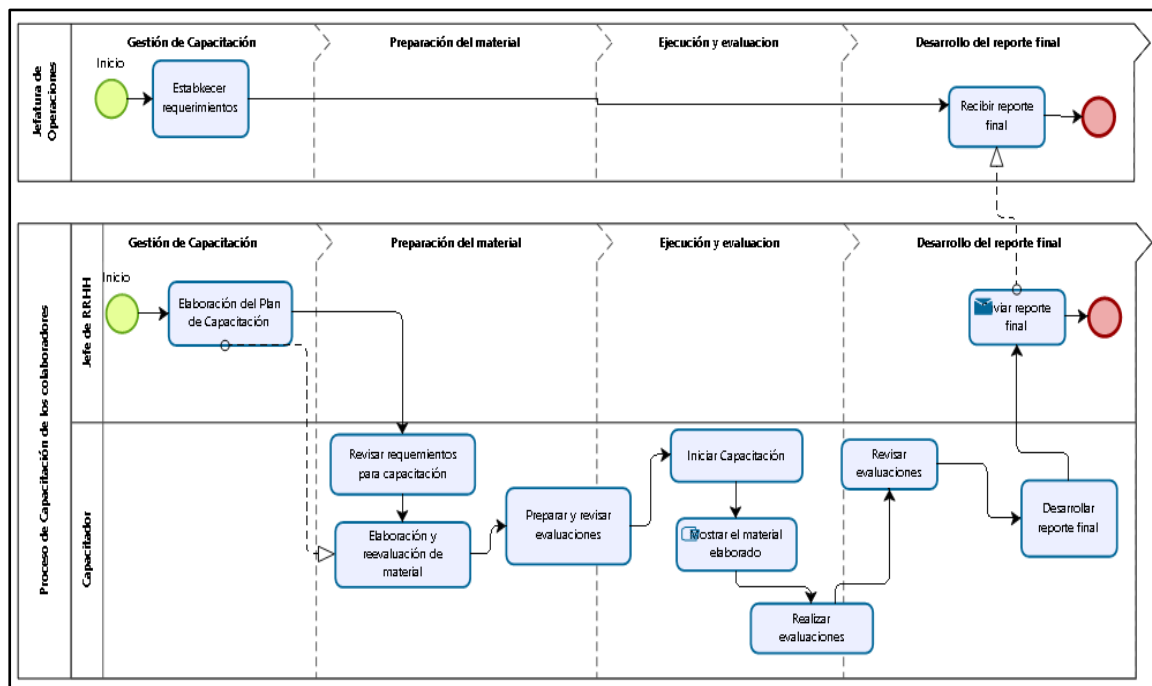 Jefatura de
Operaciones
Gestión de Capacitación
Preparación del material
Ejecución y evaluacion
Desarrollo del reporte final
Inicio
Estabkecer
requerimientos
Recibir reporte
final
Proceso de Capacitación de los colaboradores
Jefe de RRHH
Gestión de Capacitación
Preparación del material
Ejecución y evaluacion
Desarrollo del reporte final
Inicio
Elaboración del Plan
de Capacitación
viar reporte
final
Capacitador
Revisar requemientos
para capacitación
Elaboración y
reevaluación de
material
Preparar y revisar
evaluaciones
Iniciar Capacitación
Mostrar el material
elaborado
Realizar
evaluaciones
Revisar
evaluaciones
Desarrollar
reporte final